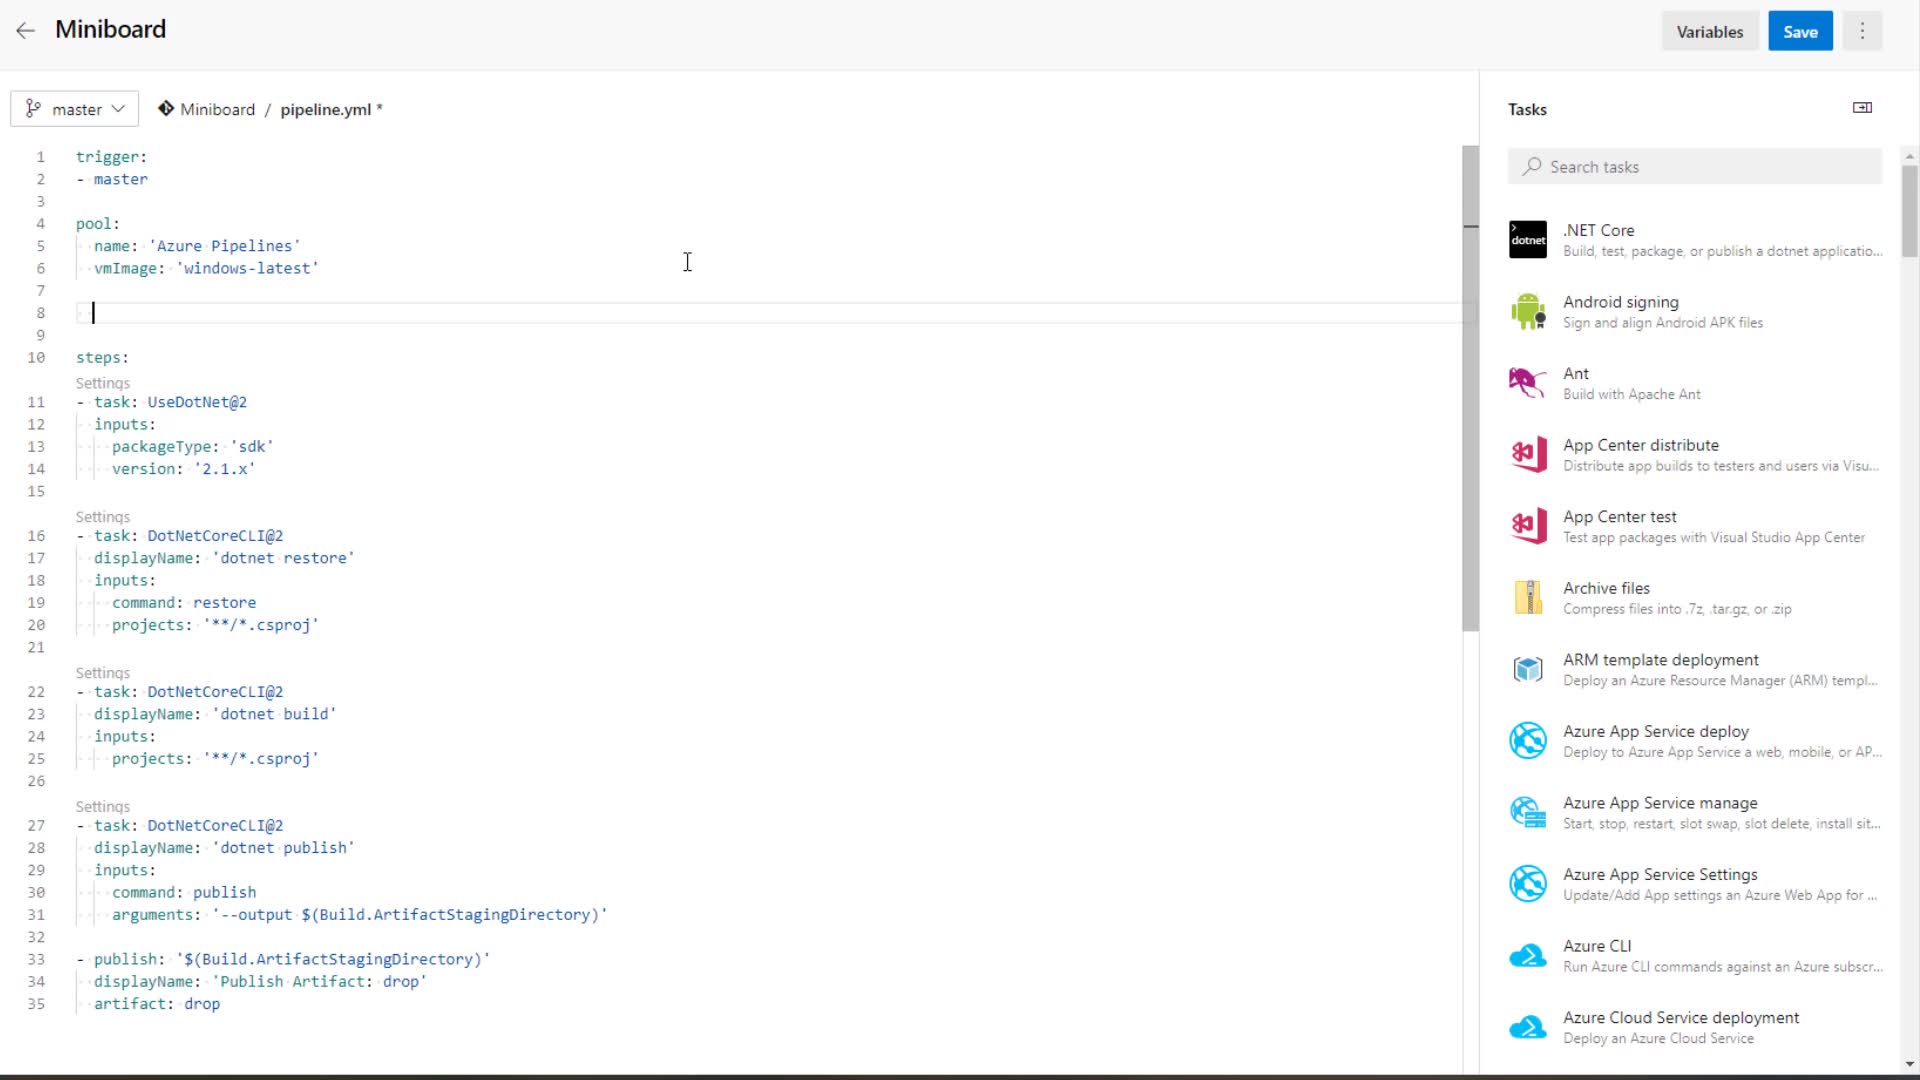 Miniboard
Variables
Save
master
Miniboard / pipeline.yml *
1 trigger:
2 - master
3
4 pool:
5 name: 'Azure Pipelines'
6 vmImage: 'windows-latest'
7
8
9
10 steps:
Settings
11 - task: UseDotNet@2
12 inputs:
13 packageType: 'sdk'
14 version: '2.1.x'
15
Settings
16 - task: DotNetCoreCLI@2
17 displayName: 'dotnet restore'
18 inputs:
19 command: restore
20 projects: '**/*.csproj'
21
Settings
22 - task: DotNetCoreCLI@2
23 displayName: 'dotnet build'
24 inputs:
25 projects: '**/*.csproj'
26
Settings
27 - task: DotNetCoreCLI@2
28 displayName: 'dotnet publish'
29 inputs:
30 command: publish
31 arguments: '--output $(Build.ArtifactStagingDirectory)'
32
33 - publish: '$(Build.ArtifactStagingDirectory)'
34 displayName: 'Publish Artifact: drop'
35 artifact: drop
Tasks
Search tasks
dotnet
.NET Core
Build, test, package, or publish a dotnet applicatio...
Android signing
Sign and align Android APK files
Ant
Build with Apache Ant
App Center distribute
Distribute app builds to testers and users via Visu...
App Center test
Test app packages with Visual Studio App Center
Archive files
Compress files into .7z, .tar.gz, or .zip
ARM template deployment
Deploy an Azure Resource Manager (ARM) templ...
Azure App Service deploy
Deploy to Azure App Service a web, mobile, or AP...
Azure App Service manage
Start, stop, restart, slot swap, slot delete, install sit...
Azure App Service Settings
Update/Add App settings an Azure Web App for ...
Azure CLI
Run Azure CLI commands against an Azure subscr...
Azure Cloud Service deployment
Deploy an Azure Cloud Service